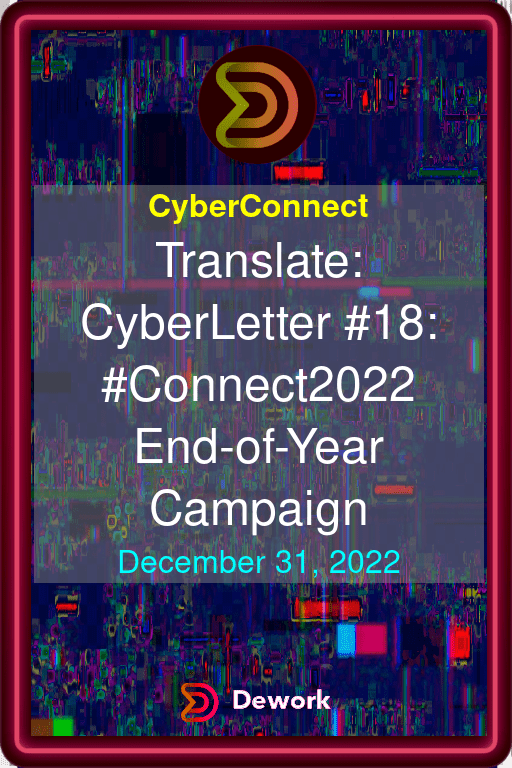 CyberConnect
Translate:
CyberLetter #18:
#Connect2022
End-of-Year
Campaign
December 31, 2022
Dework